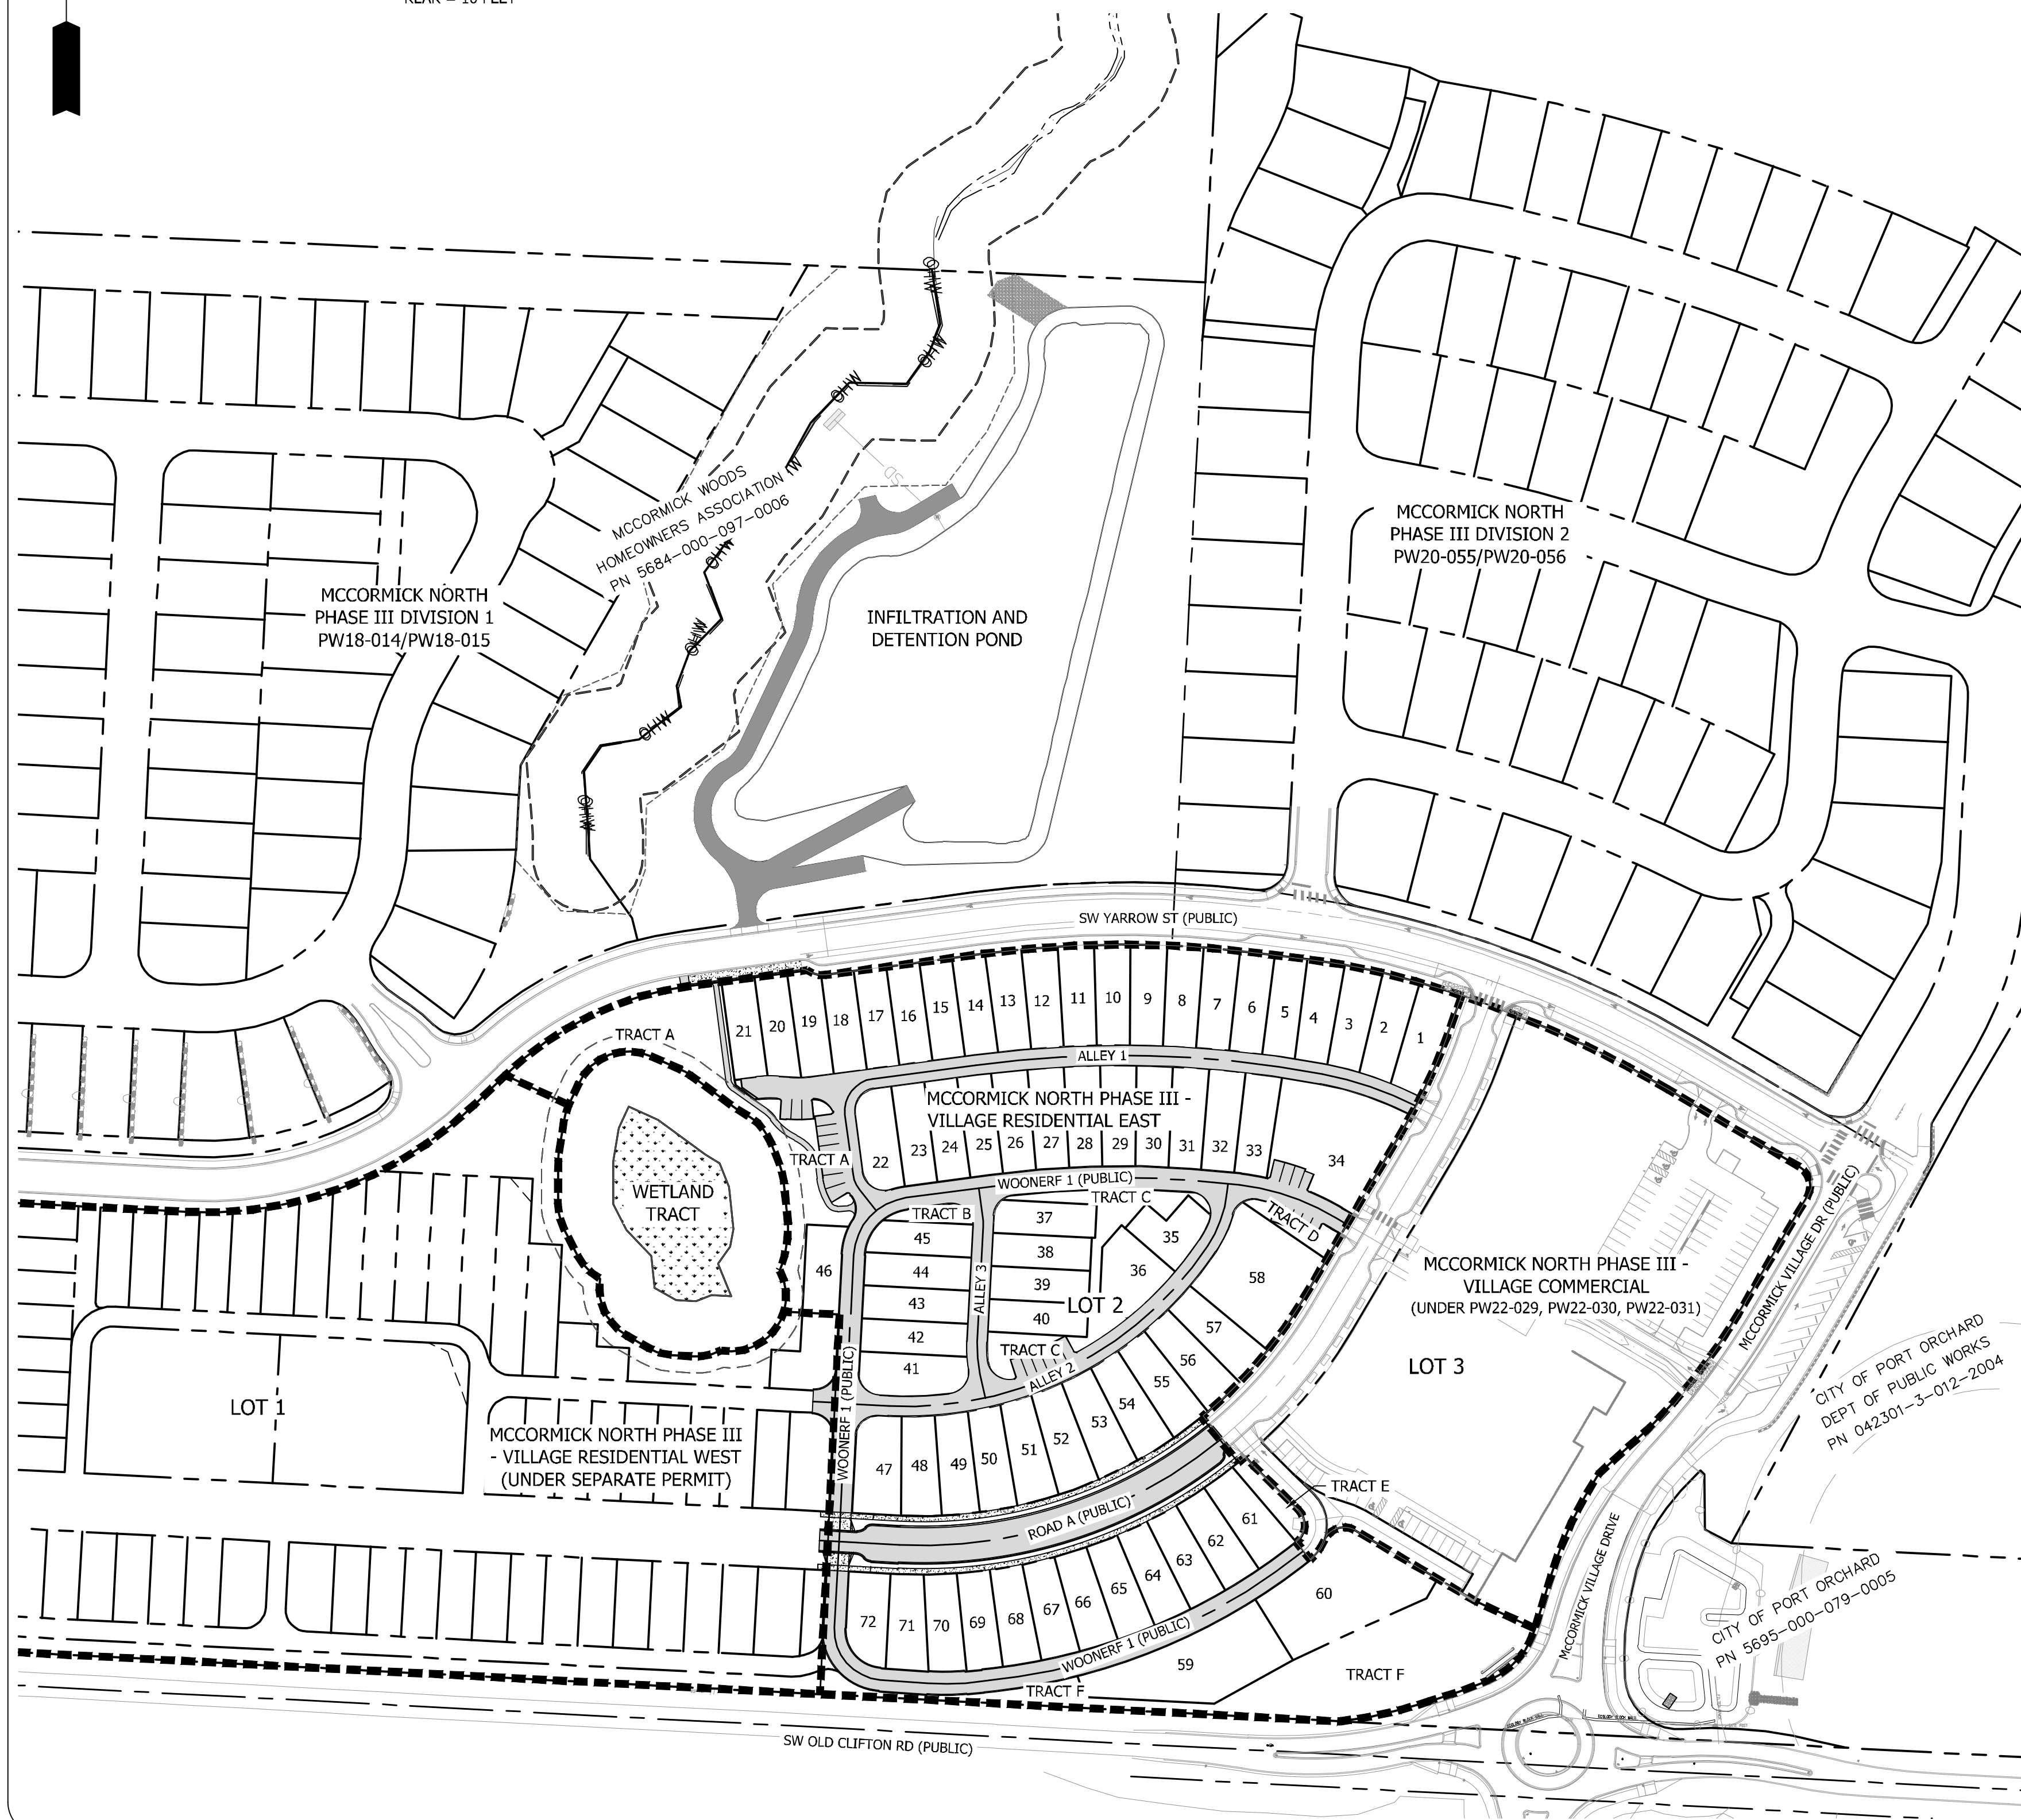 MCCORMICK WOODS
HOMEOWNERS ASSOCIATION
PN 5684-000-097-0006
OHW
OHW
OHW
OHW
OHW
OHW
OHW
SD
MCCORMICK NORTH
PHASE III DIVISION 2
PW20-055/PW20-056
MCCORMICK NORTH
PHASE III DIVISION 1
PW18-014/PW18-015
INFILTRATION AND
DETENTION POND
SW YARROW ST (PUBLIC)
21
20
19
18
17
16
15
14
13
12
11
10
9
8
7
6
5
4
3
2
1
TRACT A
ALLEY 1
MCCORMICK NORTH PHASE III -
VILLAGE RESIDENTIAL EAST
22
23
24
25
26
27
28
29
30
31
32
33
34
TRACT A
WETLAND
TRACT
WOONERF 1 (PUBLIC)
TRACT C
TRACT B
TRACT D
37
38
39
40
45
44
43
42
41
46
35
36
ALLEY 3
LOT 2
TRACT C
ALLEY 2
58
57
56
55
54
53
52
51
50
49
48
47
WOONERF 1 (PUBLIC)
MCCORMICK NORTH PHASE III -
VILLAGE COMMERCIAL
(UNDER PW22-029, PW22-030, PW22-031)
LOT 3
MCCORMICK VILLAGE DR (PUBLIC)
CITY OF PORT ORCHARD
DEPT OF PUBLIC WORKS
PN 042301-3-012-2004
LOT 1
MCCORMICK NORTH PHASE III
- VILLAGE RESIDENTIAL WEST
(UNDER SEPARATE PERMIT)
ROAD A (PUBLIC)
TRACT E
61
62
63
64
65
66
67
68
69
70
71
72
60
59
WOONERF 1 (PUBLIC)
TRACT F
TRACT F
McCORMICK VILLAGE DRIVE
CITY OF PORT ORCHARD
PN 5695-000-079-0005
SW OLD CLIFTON RD (PUBLIC)